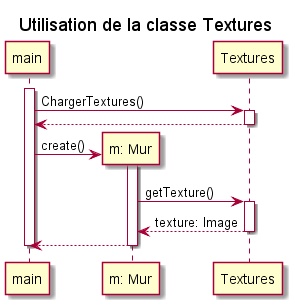 Utilisation de la classe Textures
main
Textures
ChargerTextures()
create()
m: Mur
getTexture()
texture: Image
main
m: Mur
Textures